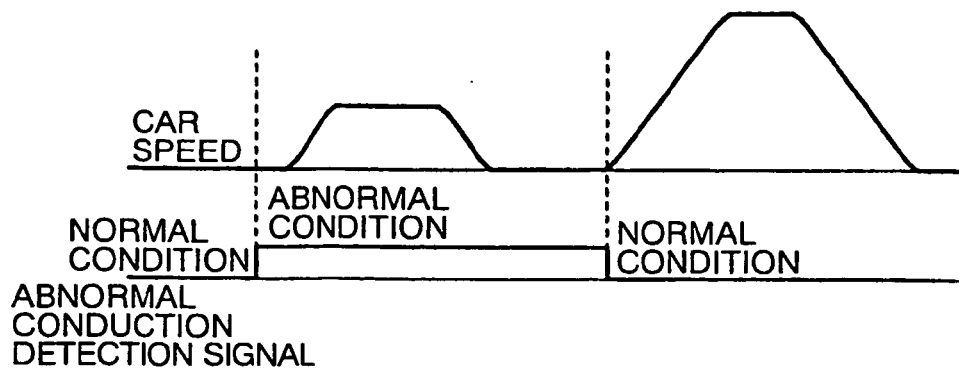 CAR
SPEED
ABNORMAL
CONDITION
NORMAL
CONDITION
NORMAL
CONDITION
ABNORMAL
CONDUCTION
DETECTION SIGNAL